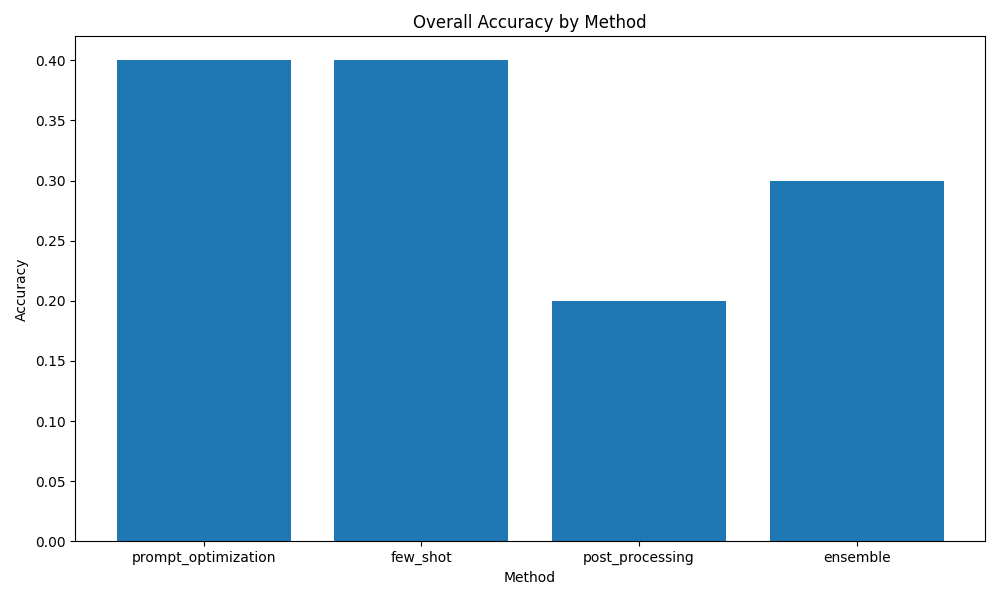 Overall Accuracy by Method
Accuracy
0.40
0.35
0.30
0.25
0.20
0.15
0.10
0.05
0.00
prompt_optimization
few_shot
post_processing
ensemble
Method